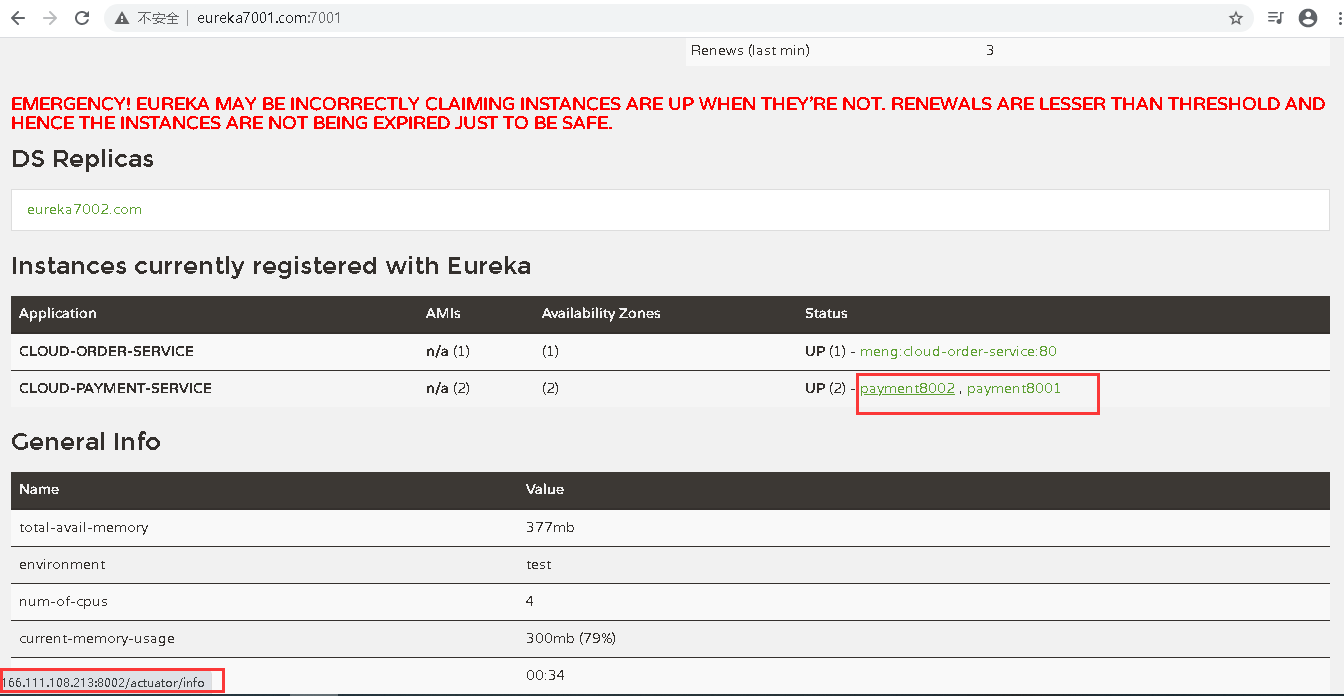 不安全 | eureka7001.com:7001
Renews (last min) 3
EMERGENCY! EUREKA MAY BE INCORRECTLY CLAIMING INSTANCES ARE UP WHEN THEY'RE NOT. RENEWALS ARE LESSER THAN THRESHOLD AND
HENCE THE INSTANCES ARE NOT BEING EXPIRED JUST TO BE SAFE.
DS Replicas
eureka7002.com
Instances currently registered with Eureka
Application AMIs Availability Zones Status
CLOUD-ORDER-SERVICE n/a (1) (1) UP (1) - meng:cloud-order-service:80
CLOUD-PAYMENT-SERVICE n/a (2) (2) UP (2) - payment8002 , payment8001
General Info
Name Value
total-avail-memory 377mb
environment test
num-of-cpus 4
current-memory-usage 300mb (79%)
00:34
166.111.108.213:8002/actuator/info